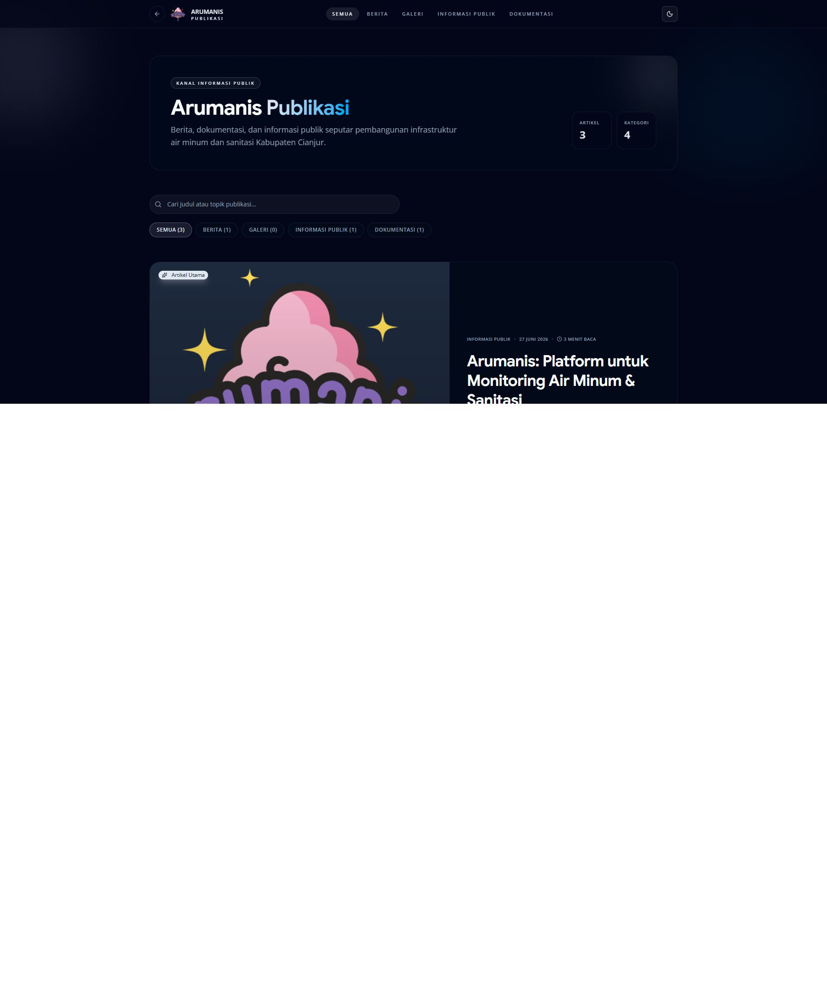 ARUMANIS
PUBLIKASI
SEMUA
BERITA
GALERI
INFORMASI PUBLIK
DOKUMENTASI
KANAL INFORMASI PUBLIK
Arumanis Publikasi
Berita, dokumentasi, dan informasi publik seputar pembangunan infrastruktur
air minum dan sanitasi Kabupaten Cianjur.
ARTIKEL
3
KATEGORI
4
Cari judul atau topik publikasi...
SEMUA (3)
BERITA (1)
GALERI (0)
INFORMASI PUBLIK (1)
DOKUMENTASI (1)
Artikel Utama
INFORMASI PUBLIK
27 JUNI 2026
3 MENIT BACA
Arumanis: Platform untuk
Monitoring Air Minum &
Sanitasi